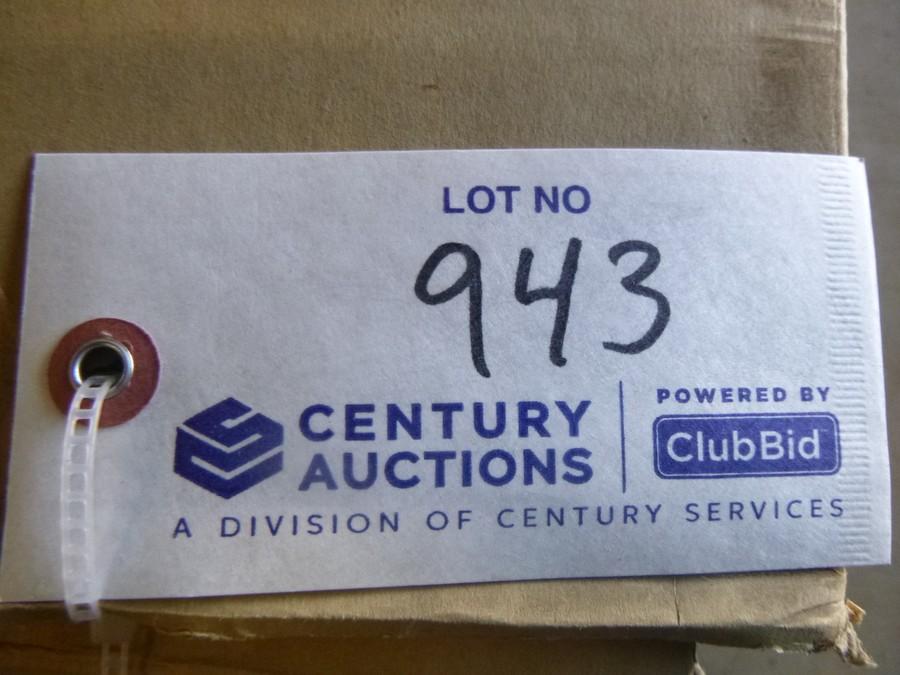 LOT NO
943
CENTURY
AUCTIONS
POWERED BY
ClubBid
A DIVISION OF CENTURY SERVICES